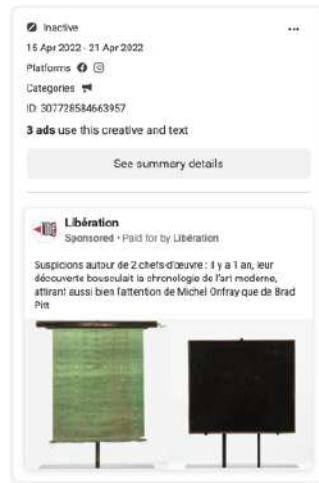 Inactive
15 Apr 2022 - 21 Apr 2022
Platforms
Categories
ID: 307728584663957
3 ads use this creative and text
See summary details
Libération
Sponsored • Paid for by Libération
Suspicions autour de 2 chefs-d'œuvre : il y a 1 an, leur
découverte bousculait la chronologie de l'art moderne,
attirant aussi bien l'attention de Michel Onfray que de Brad
Pitt